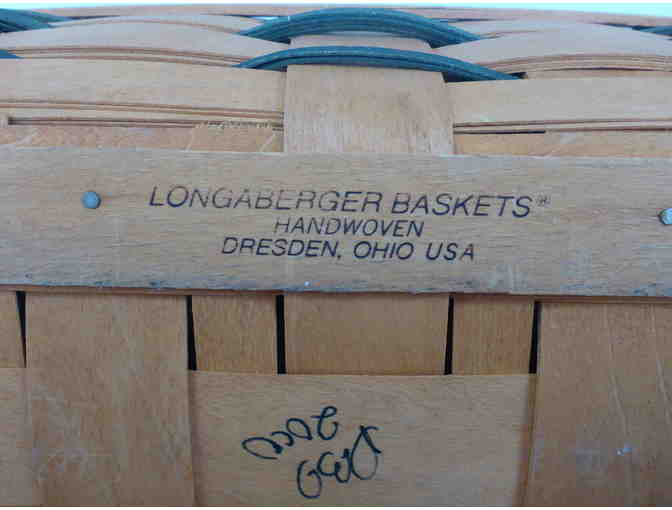 LONGABERGER BASKETS®
HANDWOVEN
DRESDEN, OHIO USA